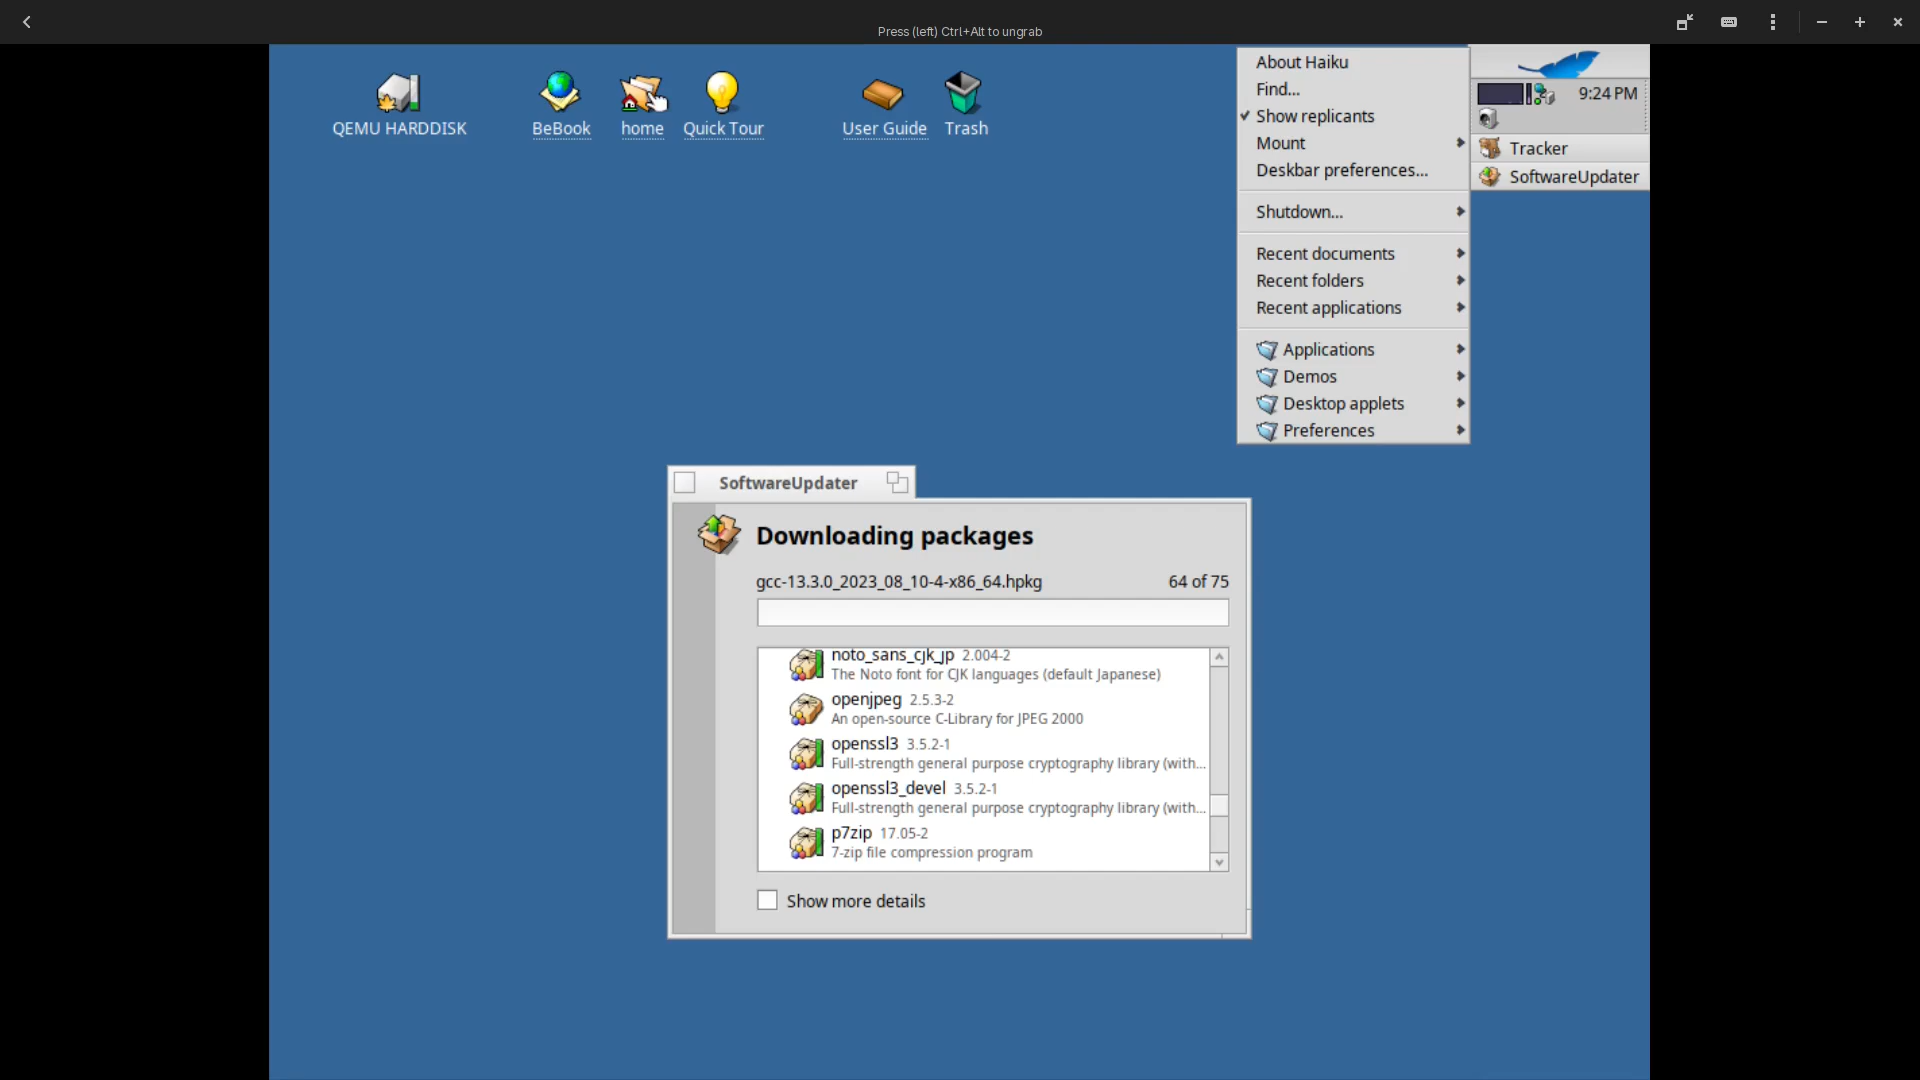 Press (left) Ctrl+Alt to ungrab
QEMU HARDDISK
BeBook
home
Quick Tour
User Guide
Trash
About Haiku
Find...
Show replicants
Mount
Deskbar preferences...
Shutdown...
Recent documents
Recent folders
Recent applications
Applications
Demos
Desktop applets
Preferences
9:24 PM
Tracker
SoftwareUpdater
SoftwareUpdater
Downloading packages
gcc-13.3.0_2023_08_10-4-x86_64.hpkg 64 of 75
noto_sans_cjk_jp 2.004-2
The Noto font for CJK languages (default Japanese)
openjpeg 2.5.3-2
An open-source C-Library for JPEG 2000
openssl3 3.5.2-1
Full-strength general purpose cryptography library (with...
openssl3_devel 3.5.2-1
Full-strength general purpose cryptography library (with...
p7zip 17.05-2
7-zip file compression program
Show more details